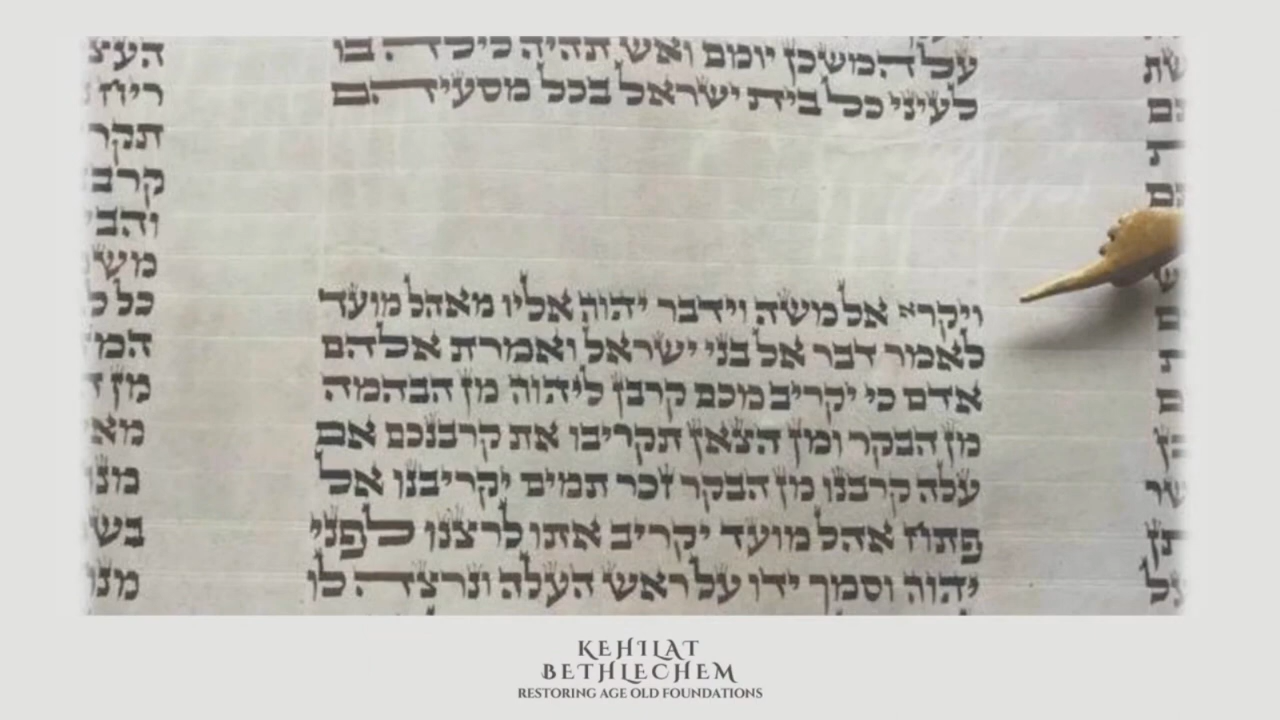 על המשכן יומם ואש תהיה לילה בו
לעיני כל בית ישראל בכל מסעיהם
ויקרא אל משה וידבר יהוה אליו מאהל מועד
לאמר דבר אל בני ישראל ואמרת אלהם
אדם כי יקריב מכם קרבן ליהוה מן הבהמה
מן הבקר ומן הצאן תקריבו את קרבנכם אם
עלה קרבנו מן הבקר זכר תמים יקריבנו אל
פתח אהל מועד יקריב אתו לרצנו לפני
יהוה וסמך ידו על ראש העלה ונרצה לו
KEHILAT
BETHLECHEM
RESTORING AGE OLD FOUNDATIONS